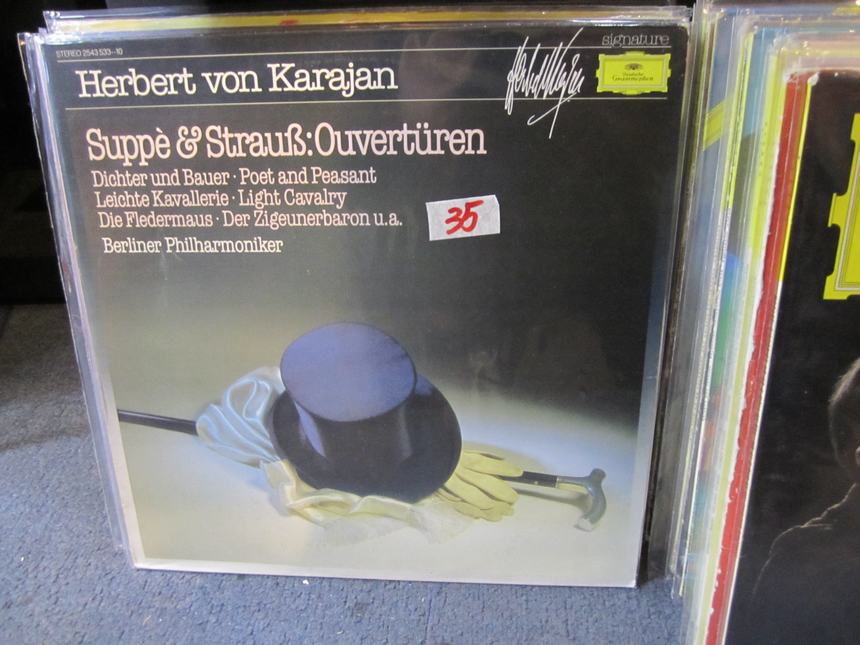 STEREO 2543 533-10
signature
Herbert von Karajan
Deutsche
Grammophon
Suppè & Strauß: Ouvertüren
Dichter und Bauer · Poet and Peasant
Leichte Kavallerie · Light Cavalry
Die Fledermaus · Der Zigeunerbaron u.a.
Berliner Philharmoniker
35